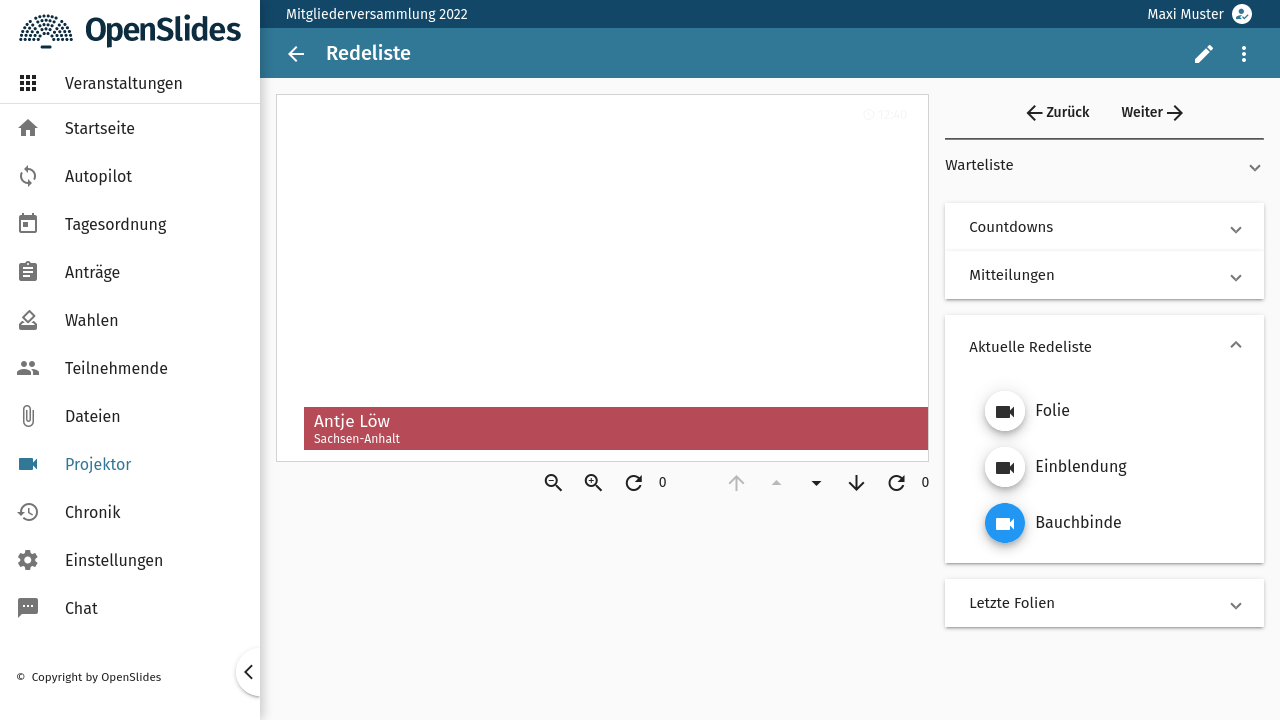 OpenSlides
Mitgliederversammlung 2022
Maxi Muster
Redeliste
Veranstaltungen
Startseite
Autopilot
Tagesordnung
Anträge
Wahlen
Teilnehmende
Dateien
Projektor
Chronik
Einstellungen
Chat
© Copyright by OpenSlides
12:40
Antje Löw
Sachsen-Anhalt
0
0
Zurück
Weiter
Warteliste
Countdowns
Mitteilungen
Aktuelle Redeliste
Folie
Einblendung
Bauchbinde
Letzte Folien